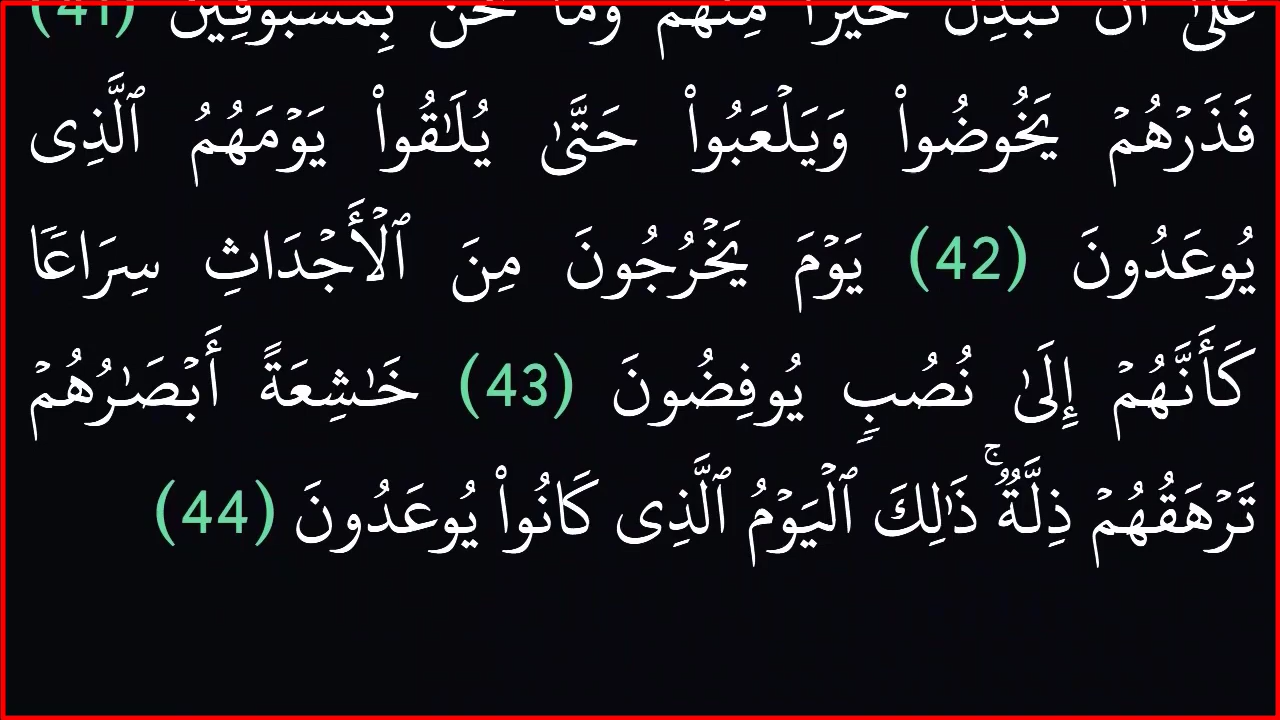 عَلَىٰٓ أَن نُّبَدِّلَ خَيْرًا مِّنْهُمْ وَمَا نَحْنُ بِمَسْبُوقِينَ (41)
فَذَرْهُمْ يَخُوضُوا۟ وَيَلْعَبُوا۟ حَتَّىٰ يُلَـٰقُوا۟ يَوْمَهُمُ ٱلَّذِى
يُوعَدُونَ (42) يَوْمَ يَخْرُجُونَ مِنَ ٱلْأَجْدَاثِ سِرَاعًا
كَأَنَّهُمْ إِلَىٰ نُصُبٍ يُوفِضُونَ (43) خَـٰشِعَةً أَبْصَـٰرُهُمْ
تَرْهَقُهُمْ ذِلَّةٌ ۚ ذَٰلِكَ ٱلْيَوْمُ ٱلَّذِى كَانُوا۟ يُوعَدُونَ (44)